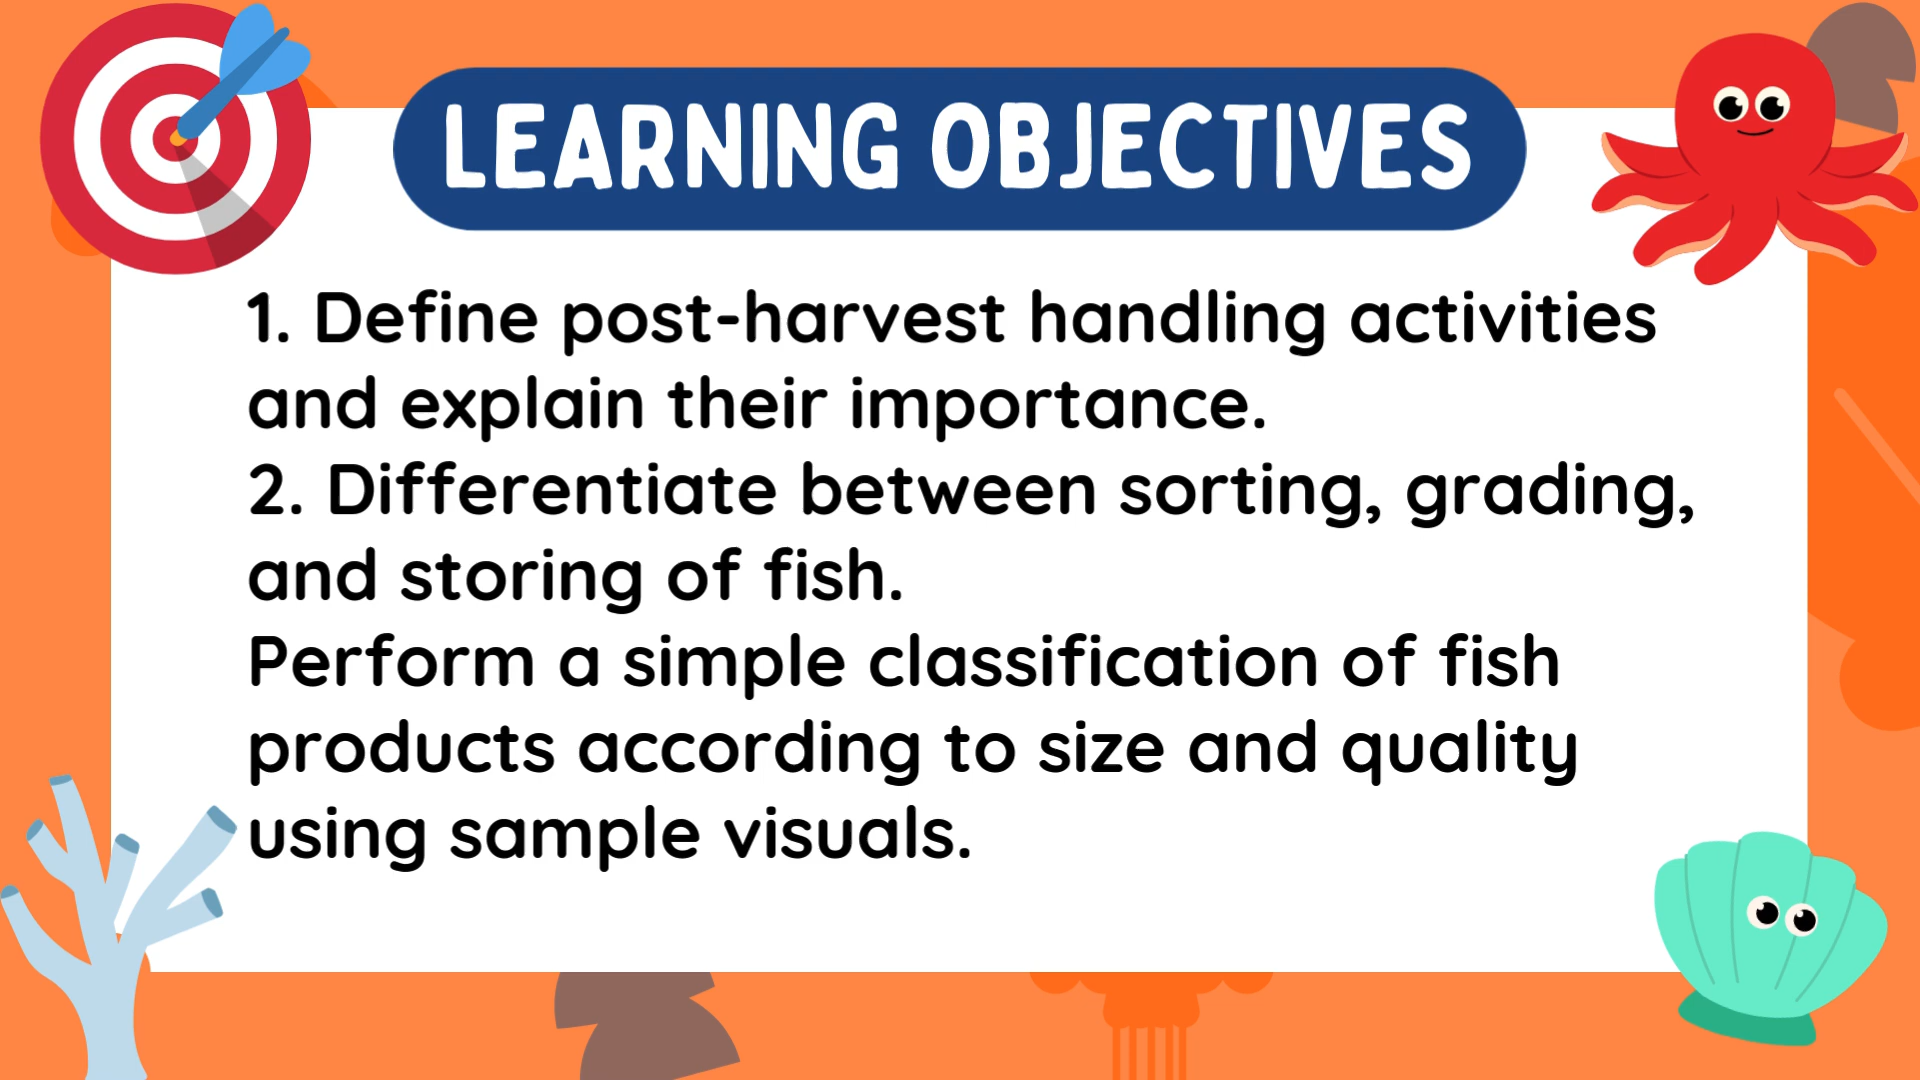 LEARNING OBJECTIVES
1. Define post-harvest handling activities
and explain their importance.
2. Differentiate between sorting, grading,
and storing of fish.
Perform a simple classification of fish
products according to size and quality
using sample visuals.